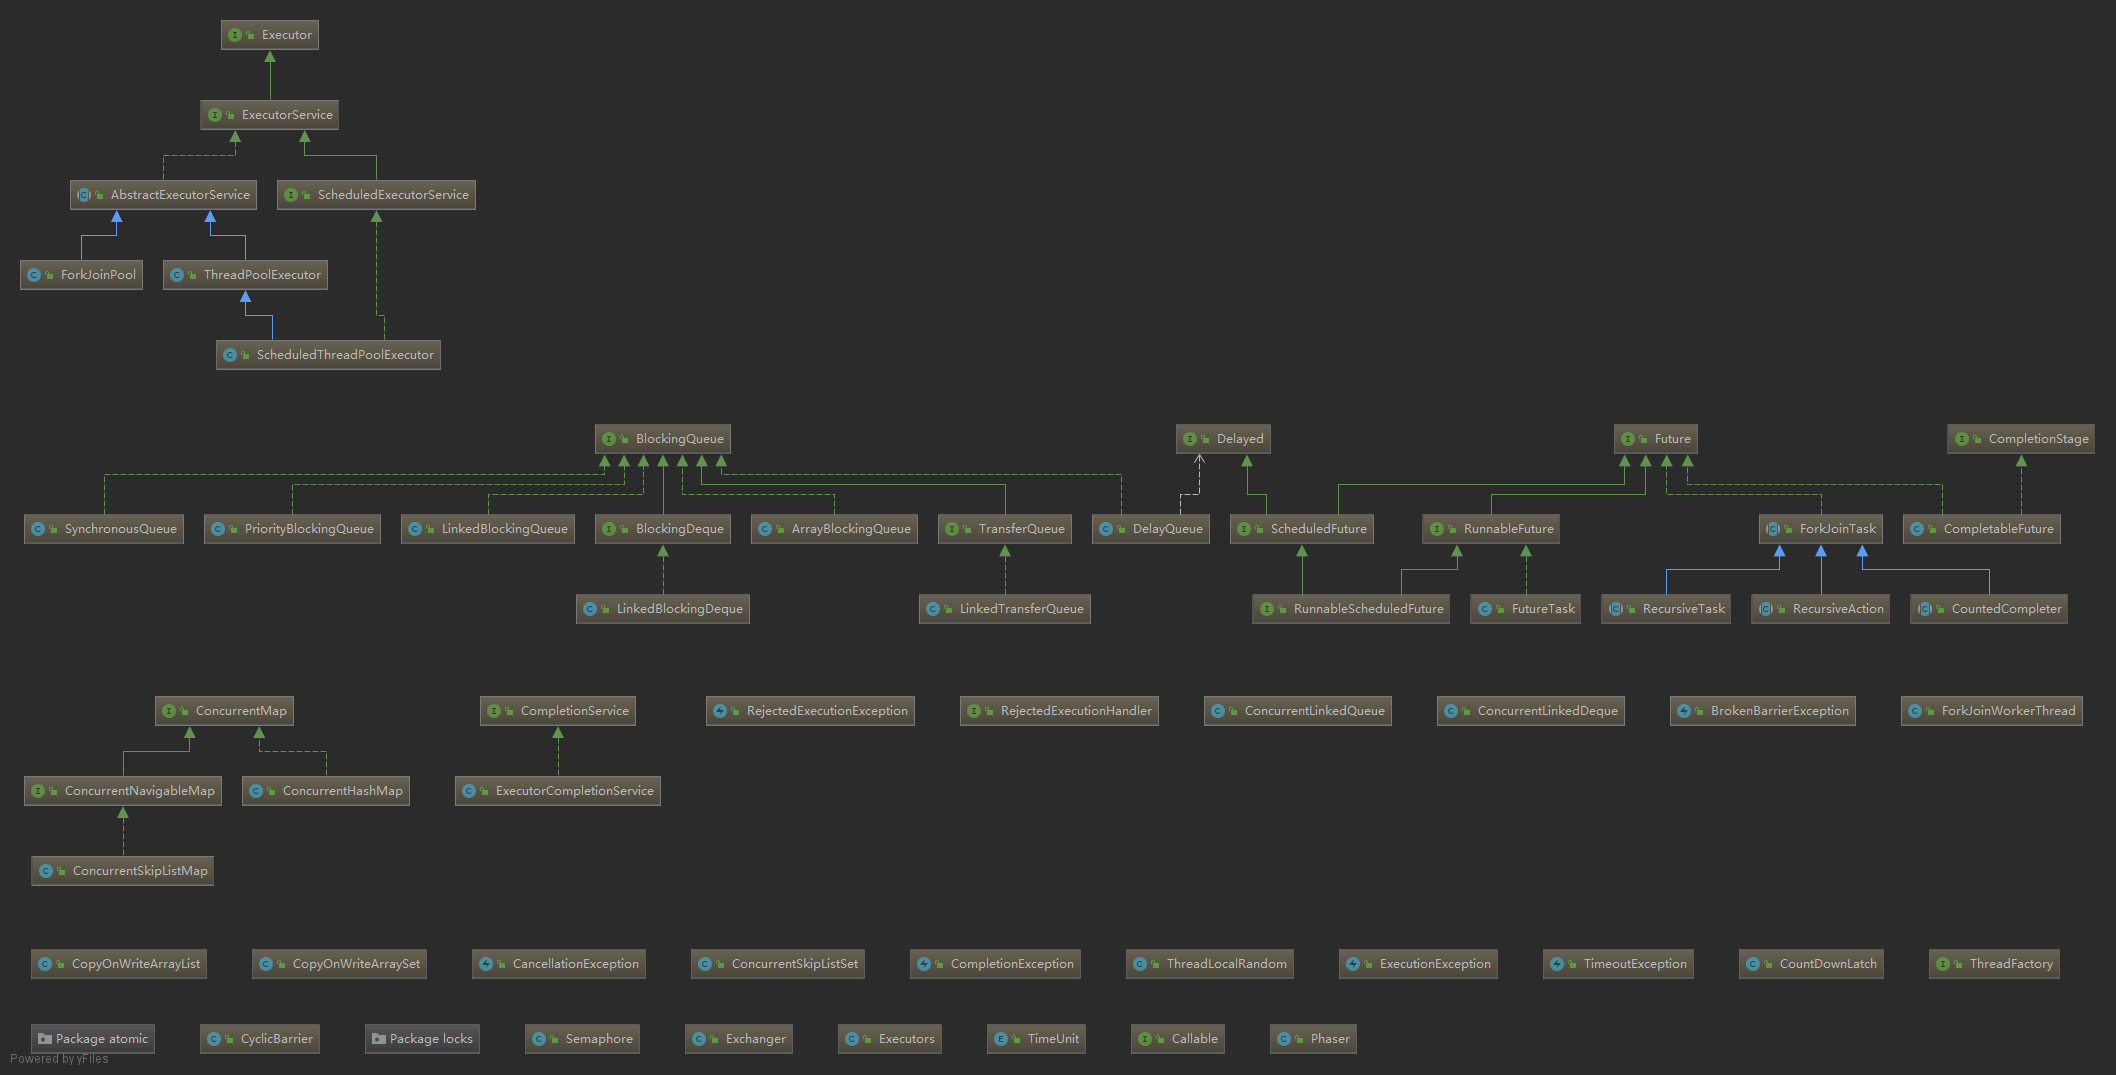 Executor
ExecutorService
AbstractExecutorService
ScheduledExecutorService
ForkJoinPool
ThreadPoolExecutor
ScheduledThreadPoolExecutor
BlockingQueue
Delayed
Future
CompletionStage
SynchronousQueue
PriorityBlockingQueue
LinkedBlockingQueue
BlockingDeque
ArrayBlockingQueue
TransferQueue
DelayQueue
ScheduledFuture
RunnableFuture
ForkJoinTask
CompletableFuture
LinkedBlockingDeque
LinkedTransferQueue
RunnableScheduledFuture
FutureTask
RecursiveTask
RecursiveAction
CountedCompleter
ConcurrentMap
CompletionService
RejectedExecutionException
RejectedExecutionHandler
ConcurrentLinkedQueue
ConcurrentLinkedDeque
BrokenBarrierException
ForkJoinWorkerThread
ConcurrentNavigableMap
ConcurrentHashMap
ExecutorCompletionService
ConcurrentSkipListMap
CopyOnWriteArrayList
CopyOnWriteArraySet
CancellationException
ConcurrentSkipListSet
CompletionException
ThreadLocalRandom
ExecutionException
TimeoutException
CountDownLatch
ThreadFactory
Package atomic
CyclicBarrier
Package locks
Semaphore
Exchanger
Executors
TimeUnit
Callable
Phaser
Powered by yFiles